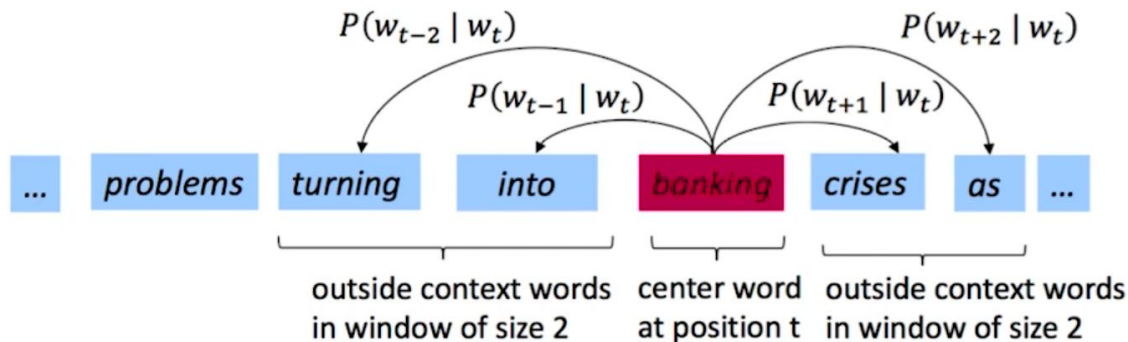 P(w_{t-2} | w_t) P(w_{t+2} | w_t)
P(w_{t-1} | w_t) P(w_{t+1} | w_t)
... problems turning into banking crises as ...
outside context words center word outside context words
in window of size 2 at position t in window of size 2